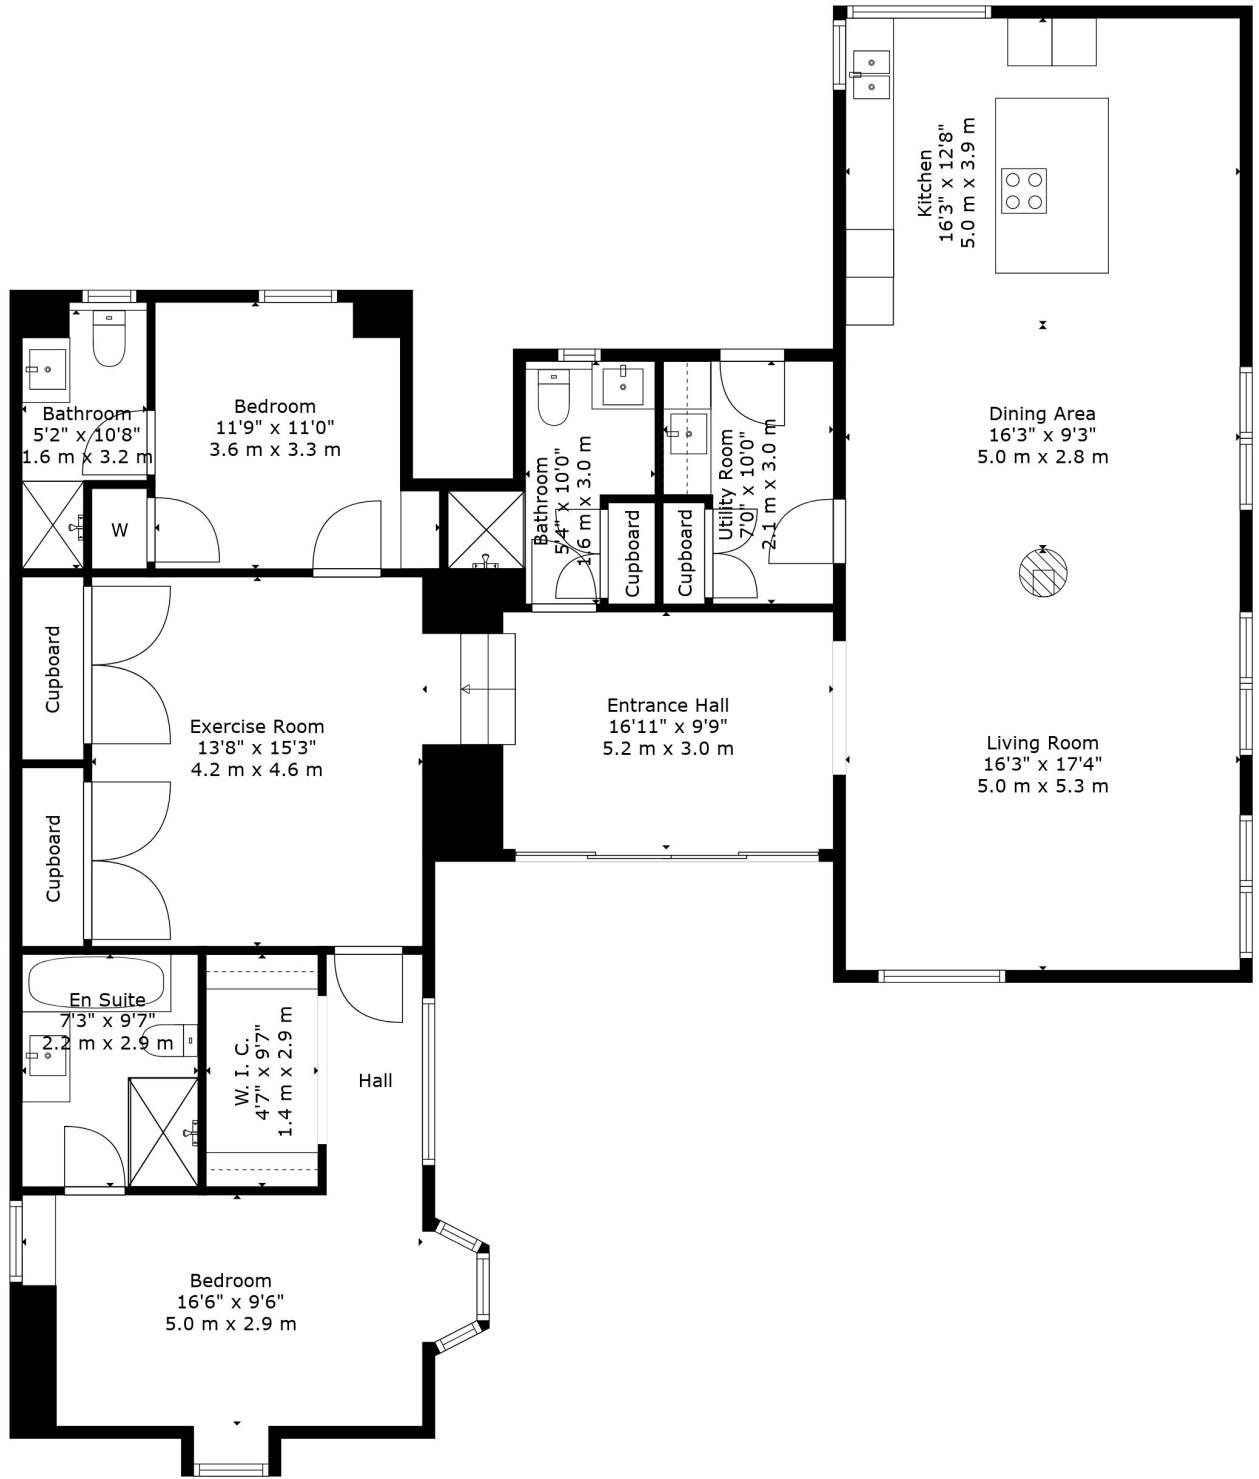 Kitchen
16'3" x 12'8"
5.0 m x 3.9 m
Bathroom
5'2" x 10'8"
1.6 m x 3.2 m
Bedroom
11'9" x 11'0"
3.6 m x 3.3 m
W
Bathroom
5'4" x 10'0"
1.6 m x 3.0 m
Cupboard
Cupboard
Utility Room
7'0" x 10'0"
2.1 m x 3.0 m
Dining Area
16'3" x 9'3"
5.0 m x 2.8 m
Cupboard
Exercise Room
13'8" x 15'3"
4.2 m x 4.6 m
Entrance Hall
16'11" x 9'9"
5.2 m x 3.0 m
Living Room
16'3" x 17'4"
5.0 m x 5.3 m
Cupboard
En Suite
7'3" x 9'7"
2.2 m x 2.9 m
W. I. C.
4'7" x 9'7"
1.4 m x 2.9 m
Hall
Bedroom
16'6" x 9'6"
5.0 m x 2.9 m